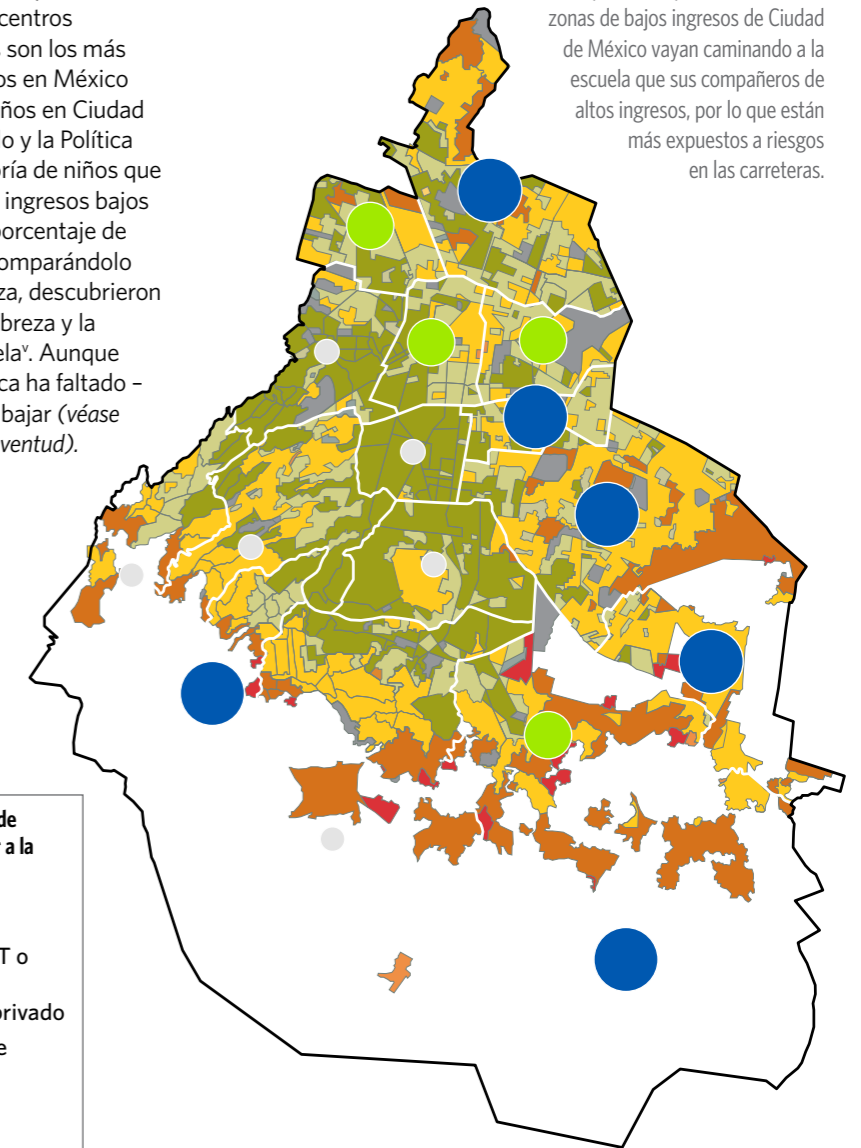 centros
s son los más
os en México
ños en Ciudad
lo y la Política
ría de niños que
ingresos bajos
porcentaje de
omparándolo
za, descubrieron
breza y la
elaᵛ. Aunque
ca ha faltado –
bajar (véase
ventud).
zonas de bajos ingresos de Ciudad
de México vayan caminando a la
escuela que sus compañeros de
altos ingresos, por lo que están
más expuestos a riesgos
en las carreteras.
de
r a la
T o
privado
e